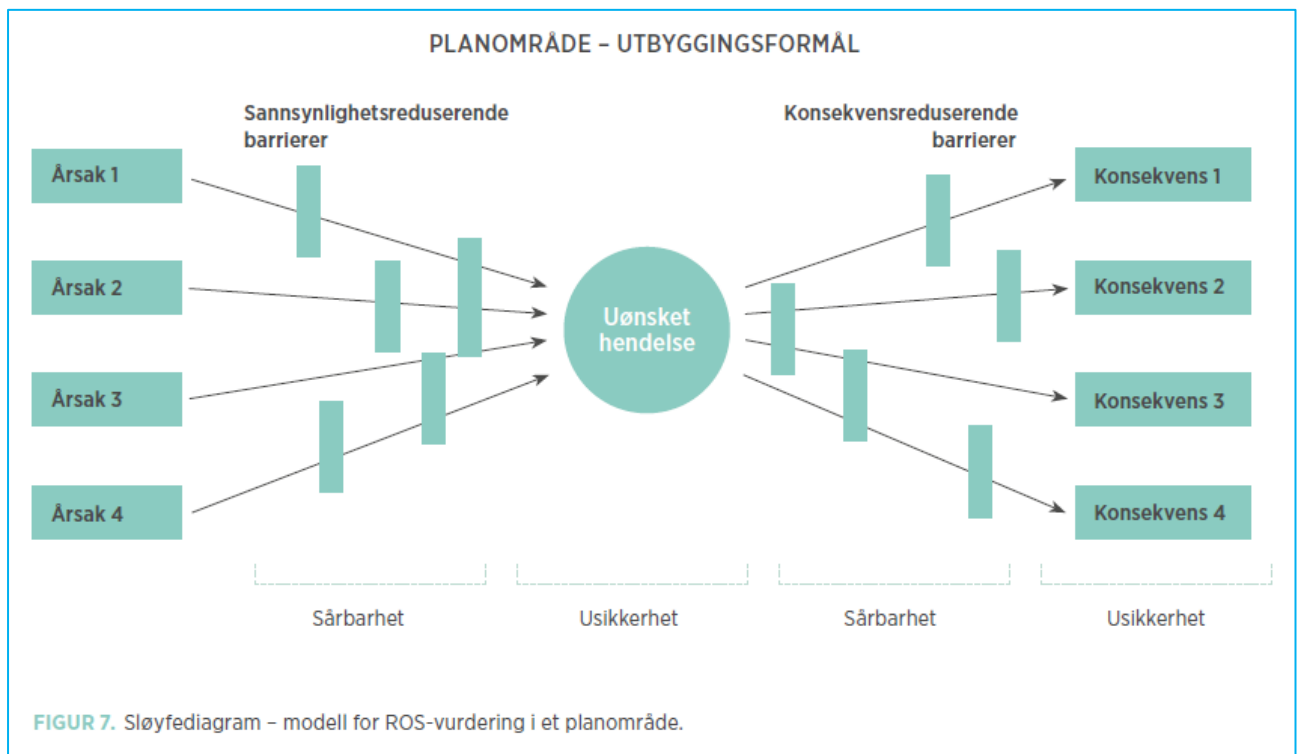 PLANOMRÅDE – UTBYGGINGSFORMÅL
Sannsynlighetsreduserende
barrierer
Konsekvensreduserende
barrierer
Årsak 1
Årsak 2
Årsak 3
Årsak 4
Uønsket
hendelse
Konsekvens 1
Konsekvens 2
Konsekvens 3
Konsekvens 4
Sårbarhet
Usikkerhet
Sårbarhet
Usikkerhet
FIGUR 7. Sløyfediagram – modell for ROS-vurdering i et planområde.